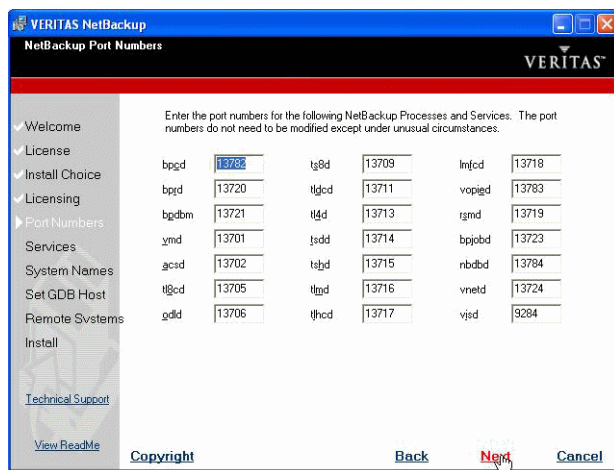 VERITAS NetBackup
NetBackup Port Numbers
VERITAS™
Welcome
License
Install Choice
Licensing
Port Numbers
Services
System Names
Set GDB Host
Remote Systems
Install
Technical Support
View ReadMe
Enter the port numbers for the following NetBackup Processes and Services. The port
numbers do not need to be modified except under unusual circumstances.
bpcd 13782 ts8d 13709 lmfcd 13718
bprd 13720 tldcd 13711 vopied 13783
bpdbm 13721 tl4d 13713 rsmd 13719
vmd 13701 tsdd 13714 bpjobd 13723
acsd 13702 tshd 13715 nbdbd 13784
tl8cd 13705 tlmd 13716 vnetd 13724
odld 13706 tlhcd 13717 visd 9284
Copyright Back Next Cancel